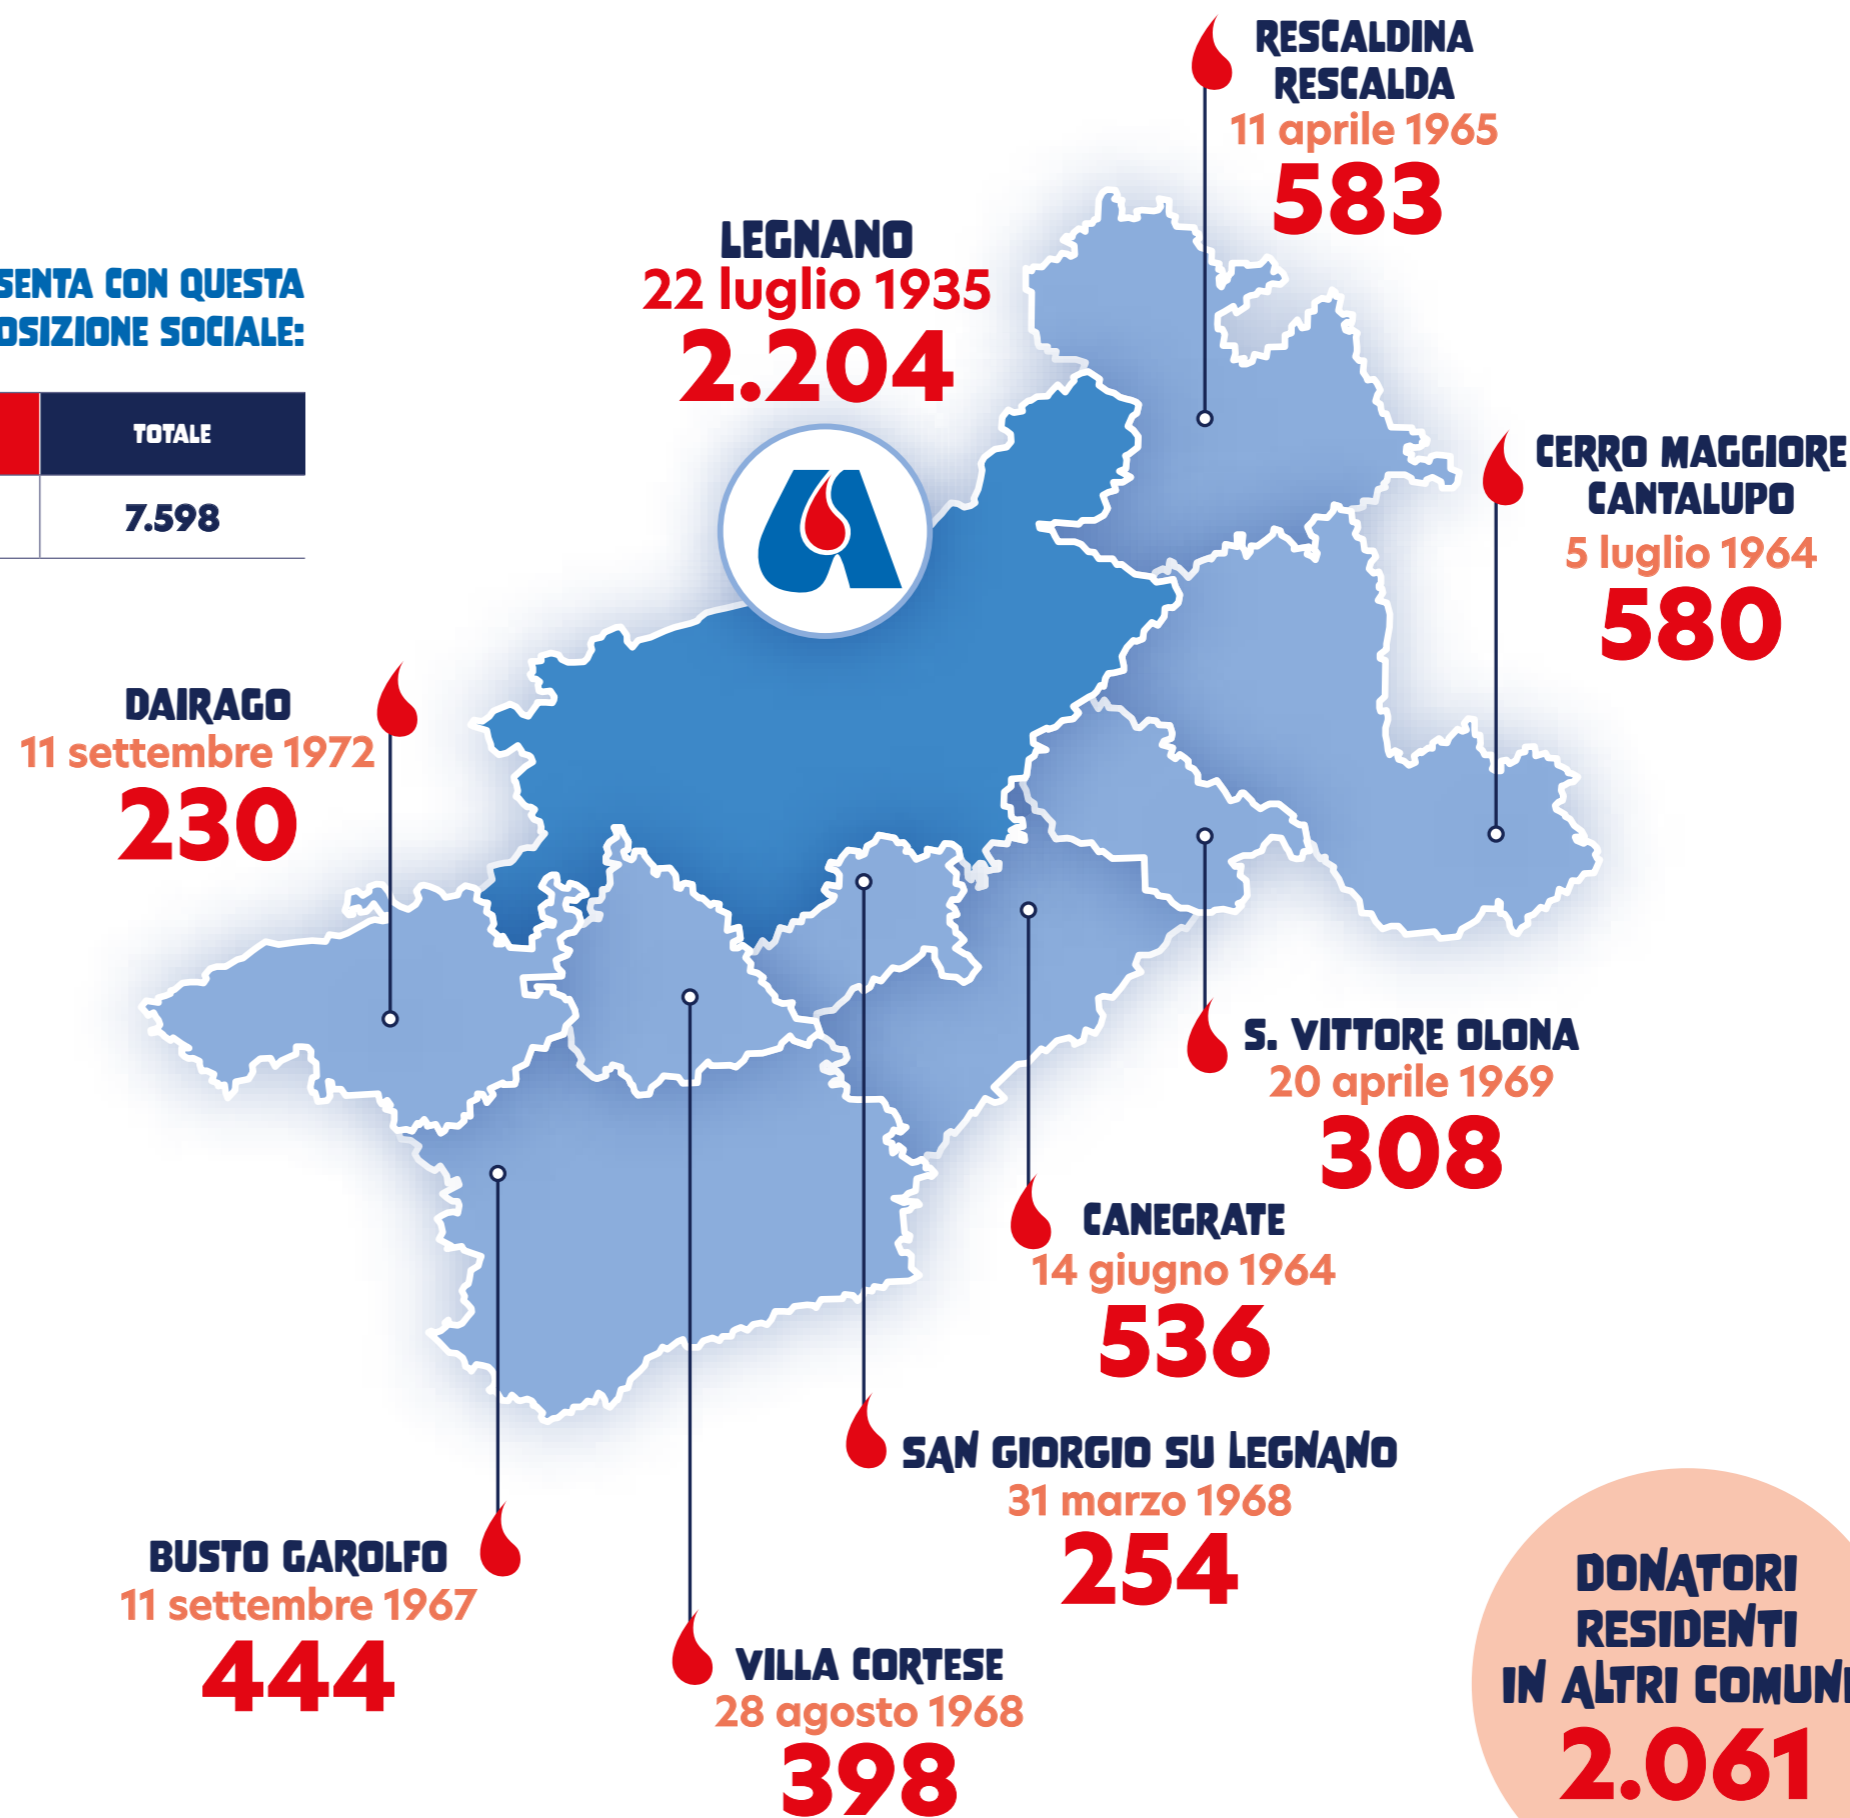 RESCALDINA
RESCALDA
11 aprile 1965
583
LEGNANO
22 luglio 1935
2.204
CON QUESTA
SOCIALE:
TOTALE
7.598
CERRO MAGGIORE
CANTALUPO
5 luglio 1964
580
DAIRAGO
11 settembre 1972
230
S. VITTORE OLONA
20 aprile 1969
308
CANEGRATE
14 giugno 1964
536
SAN GIORGIO SU LEGNANO
31 marzo 1968
254
BUSTO GAROLFO
11 settembre 1967
444
VILLA CORTESE
28 agosto 1968
398
DONATORI
RESIDENTI
IN ALTRI COMUNI
2.061